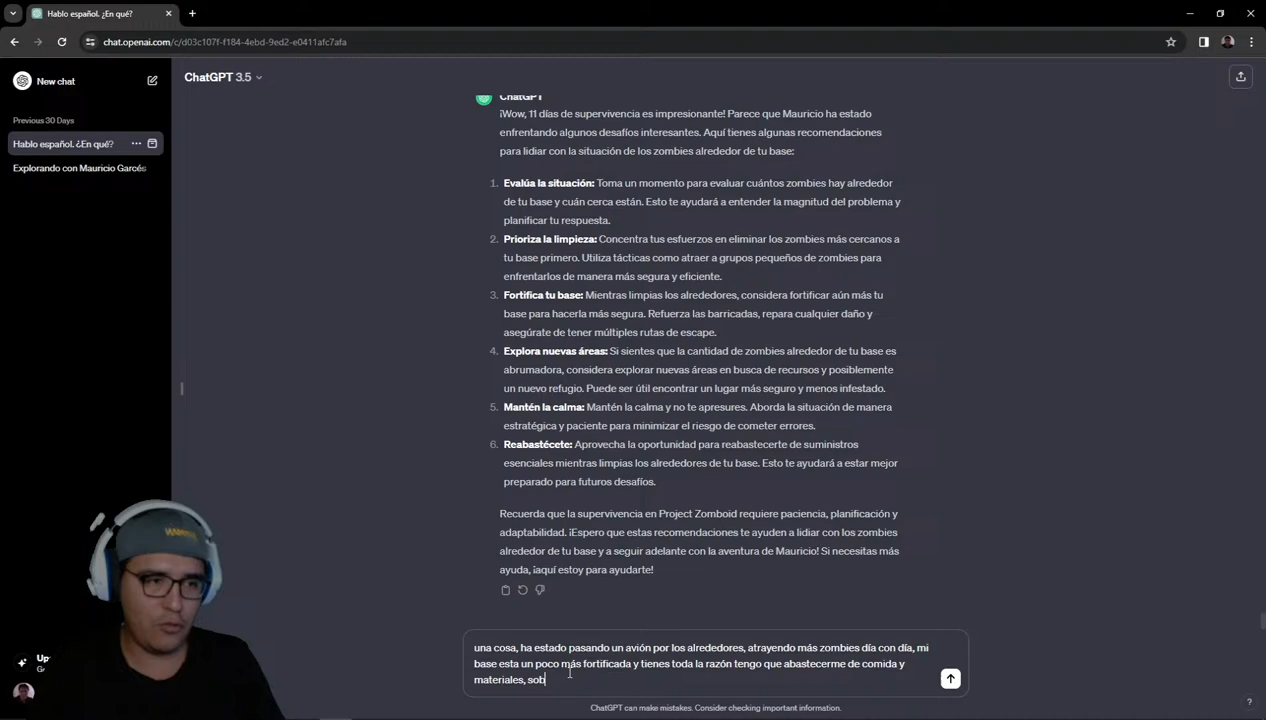 Hablo español. ¿En qué?
chat.openai.com/c/d03c107f-f184-4ebd-9ed2-e0411afc7afa
New chat
Previous 30 Days
Hablo español. ¿En qué?
Explorando con Mauricio Garcés
ChatGPT 3.5
ChatGPT
¡Wow, 11 días de supervivencia es impresionante! Parece que Mauricio ha estado
enfrentando algunos desafíos interesantes. Aquí tienes algunas recomendaciones
para lidiar con la situación de los zombies alrededor de tu base:
1. Evalúa la situación: Toma un momento para evaluar cuántos zombies hay alrededor
de tu base y cuán cerca están. Esto te ayudará a entender la magnitud del problema y
planificar tu respuesta.
2. Prioriza la limpieza: Concentra tus esfuerzos en eliminar los zombies más cercanos a
tu base primero. Utiliza tácticas como atraer a grupos pequeños de zombies para
enfrentarlos de manera más segura y eficiente.
3. Fortifica tu base: Mientras limpias los alrededores, considera fortificar aún más tu
base para hacerla más segura. Refuerza las barricadas, repara cualquier daño y
asegúrate de tener múltiples rutas de escape.
4. Explora nuevas áreas: Si sientes que la cantidad de zombies alrededor de tu base es
abrumadora, considera explorar nuevas áreas en busca de recursos y posiblemente
un nuevo refugio. Puede ser útil encontrar un lugar más seguro y menos infestado.
5. Mantén la calma: Mantén la calma y no te apresures. Aborda la situación de manera
estratégica y paciente para minimizar el riesgo de cometer errores.
6. Reabastécete: Aprovecha la oportunidad para reabastecerte de suministros
esenciales mientras limpias los alrededores de tu base. Esto te ayudará a estar mejor
preparado para futuros desafíos.
Recuerda que la supervivencia en Project Zomboid requiere paciencia, planificación y
adaptabilidad. ¡Espero que estas recomendaciones te ayuden a lidiar con los zombies
alrededor de tu base y a seguir adelante con la aventura de Mauricio! Si necesitas más
ayuda, ¡aquí estoy para ayudarte!
una cosa, ha estado pasando un avión por los alrededores, atrayendo más zombies día con día, mi
base esta un poco más fortificada y tienes toda la razón tengo que abastecerme de comida y
materiales, sob
Up
ChatGPT can make mistakes. Consider checking important information.
?